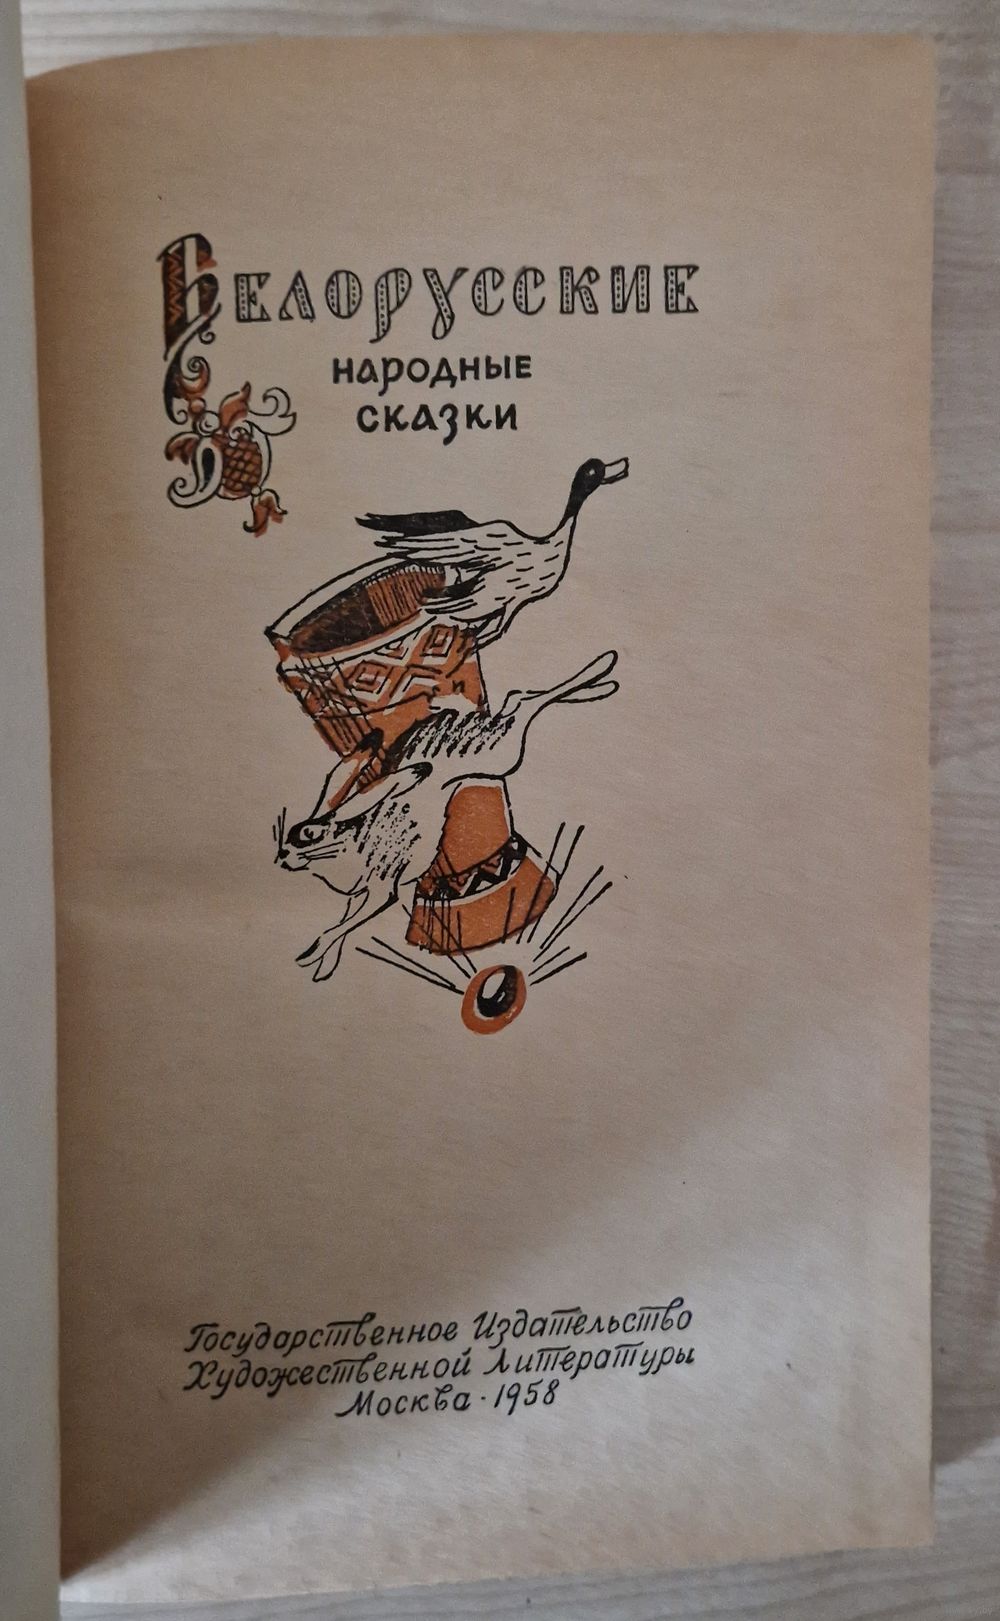 Белорусские
народные
сказки
Государственное Издательство
Художественной Литературы
Москва · 1958